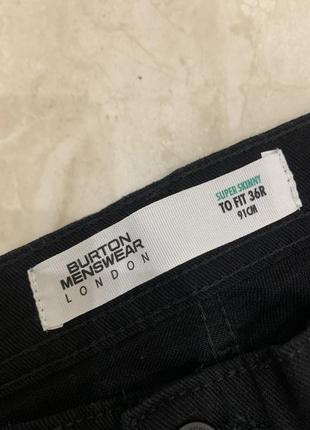 BURTON
MENSWEAR
LONDON
SUPER SKINNY
TO FIT 36R
91CM